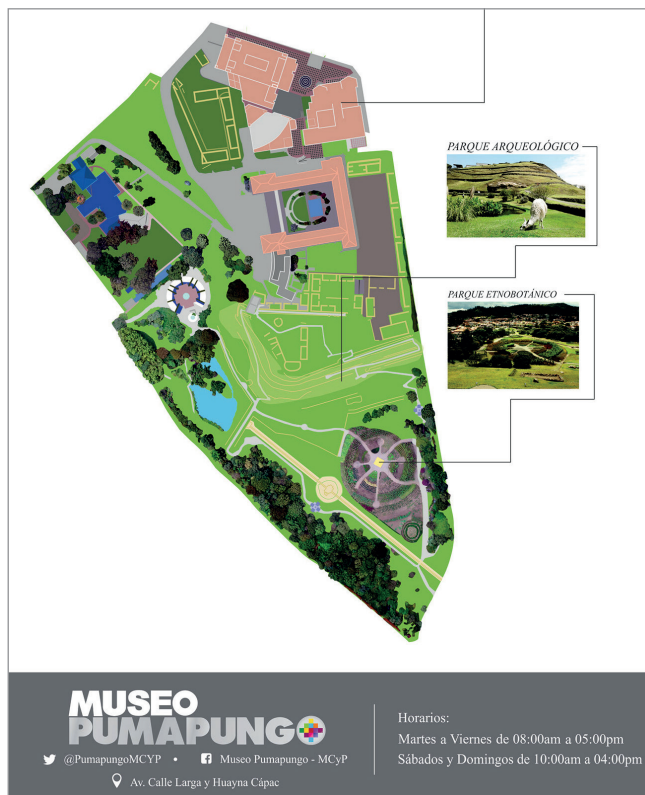 PARQUE ARQUEOLÓGICO
PARQUE ETNOBOTÁNICO
MUSEO
PUMAPUNGO
@PumapungoMCYP • Museo Pumapungo - MCyP
Av. Calle Larga y Huayna Cápac
Horarios:
Martes a Viernes de 08:00am a 05:00pm
Sábados y Domingos de 10:00am a 04:00pm